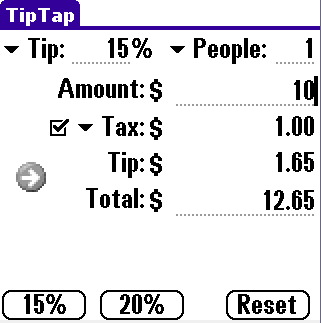 TipTap
Tip: 15% People: 1
Amount: $ 10
Tax: $ 1.00
Tip: $ 1.65
Total: $ 12.65
15% 20% Reset